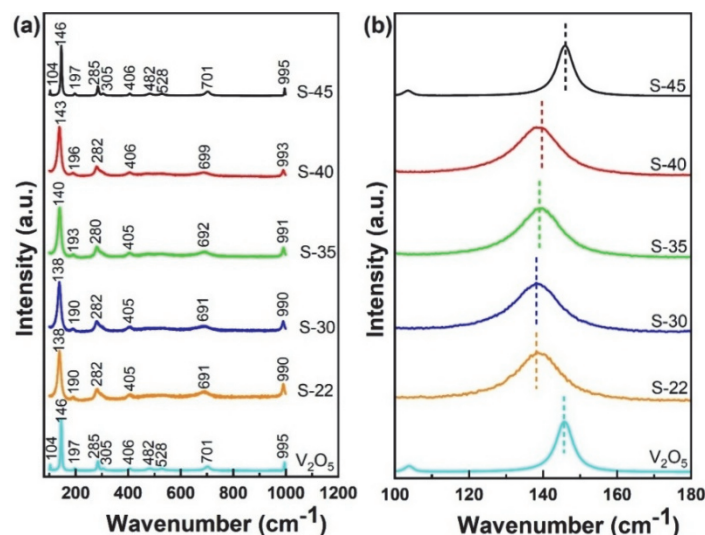 (a)
104
146
197
285
305
406
482
528
701
995
S-45
143
196
282
406
699
993
S-40
140
193
280
405
692
991
S-35
138
190
282
405
691
990
S-30
138
190
282
405
691
990
S-22
104
146
197
285
305
406
482
528
701
995
V₂O₅
Intensity (a.u.)
200 400 600 800 1000 1200
Wavenumber (cm⁻¹)
(b)
S-45
S-40
S-35
S-30
S-22
V₂O₅
Intensity (a.u.)
100 120 140 160 180
Wavenumber (cm⁻¹)